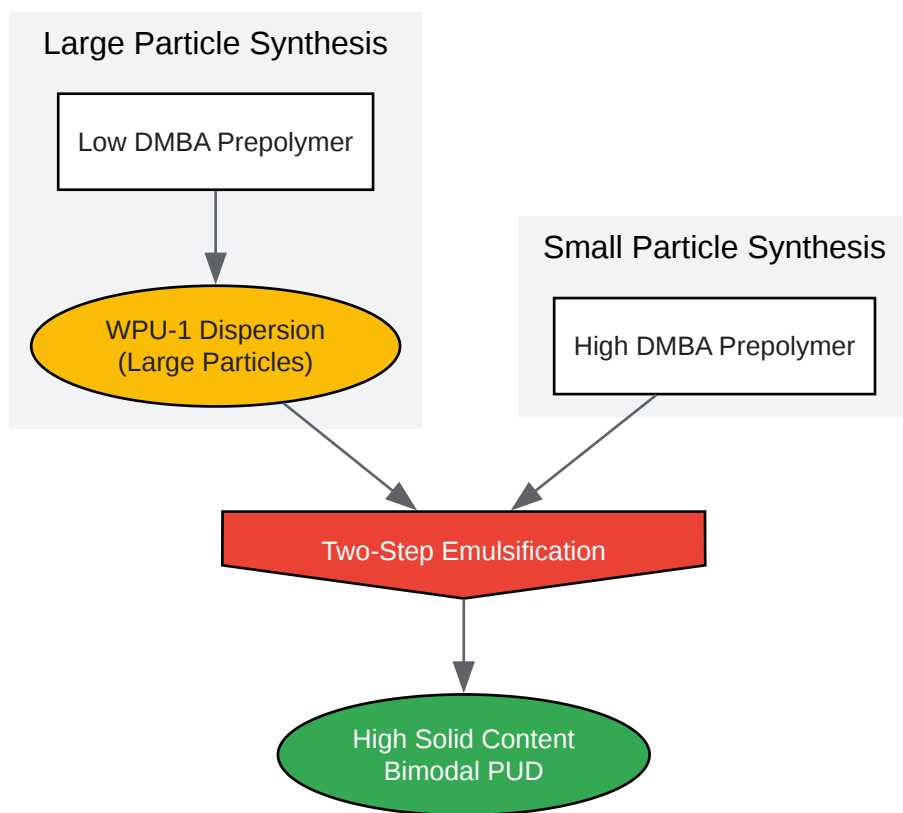 Large Particle Synthesis
Low DMBA Prepolymer
WPU-1 Dispersion
(Large Particles)
Small Particle Synthesis
High DMBA Prepolymer
Two-Step Emulsification
High Solid Content
Bimodal PUD